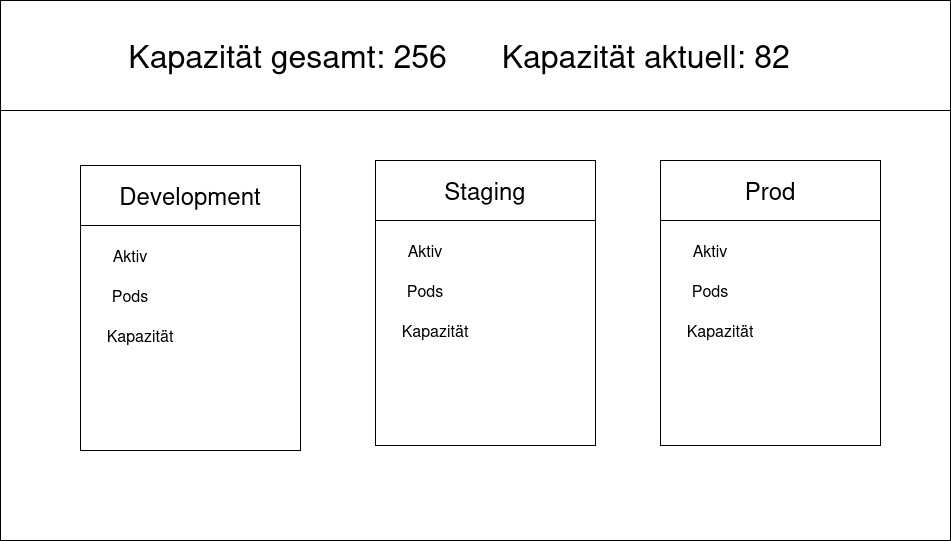 Kapazität gesamt: 256 Kapazität aktuell: 82
Development
Aktiv
Pods
Kapazität
Staging
Aktiv
Pods
Kapazität
Prod
Aktiv
Pods
Kapazität